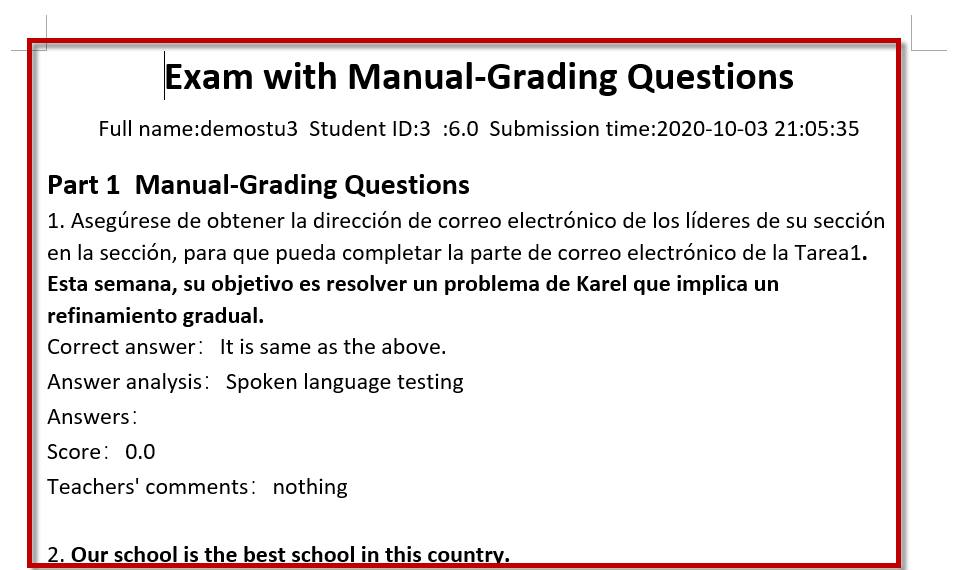 Exam with Manual-Grading Questions
Full name:demostu3  Student ID:3  :6.0  Submission time:2020-10-03 21:05:35
Part 1  Manual-Grading Questions
1. Asegúrese de obtener la dirección de correo electrónico de los líderes de su sección
en la sección, para que pueda completar la parte de correo electrónico de la Tarea1.
Esta semana, su objetivo es resolver un problema de Karel que implica un
refinamiento gradual.
Correct answer： It is same as the above.
Answer analysis： Spoken language testing
Answers：
Score： 0.0
Teachers' comments： nothing
2. Our school is the best school in this country.